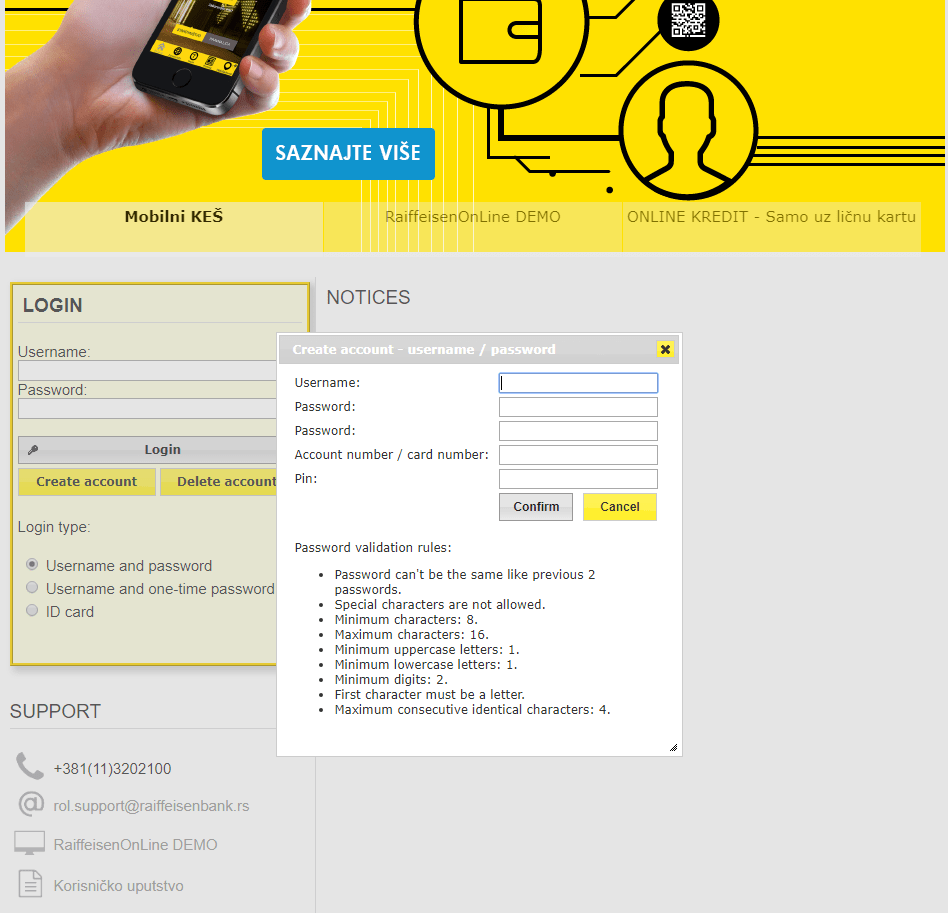 SAZNAJTE VIŠE
Mobilni KEŠ
RaiffeisenOnLine DEMO
ONLINE KREDIT - Samo uz ličnu kartu
LOGIN
Username:
Password:
Login
Create account
Delete account
Login type:
Username and password
Username and one-time password
ID card
NOTICES
Create account - username / password
Username:
Password:
Password:
Account number / card number:
Pin:
Confirm
Cancel
Password validation rules:
Password can't be the same like previous 2
passwords.
Special characters are not allowed.
Minimum characters: 8.
Maximum characters: 16.
Minimum uppercase letters: 1.
Minimum lowercase letters: 1.
Minimum digits: 2.
First character must be a letter.
Maximum consecutive identical characters: 4.
SUPPORT
+381(11)3202100
rol.support@raiffeisenbank.rs
RaiffeisenOnLine DEMO
Korisničko uputstvo